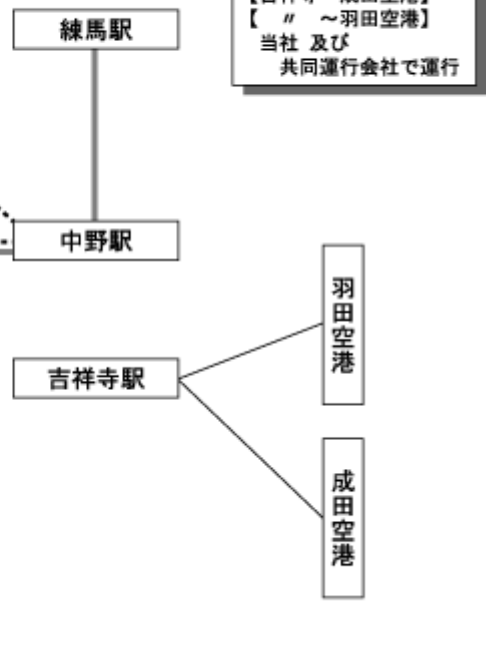 練馬駅
【 〃 ～羽田空港】
当社 及び
共同運行会社で運行
中野駅
吉祥寺駅
羽田空港
成田空港